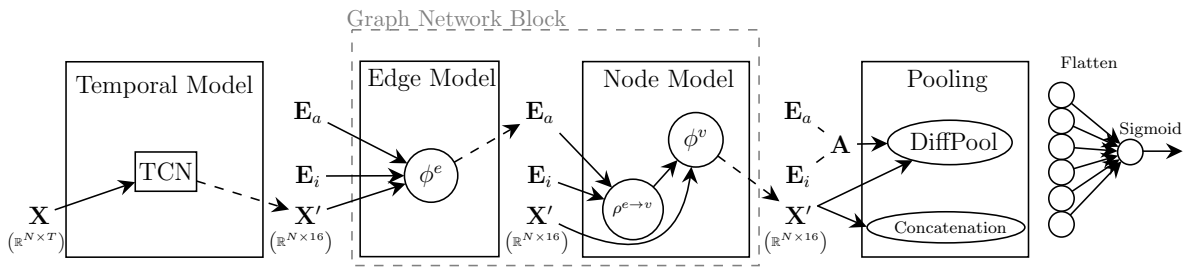 Graph Network Block
Temporal Model
TCN
X
(ℝ^{N×T})
X′
(ℝ^{N×16})
E_a
E_i
Edge Model
ϕ^e
E_a
E_i
X′
(ℝ^{N×16})
Node Model
ϕ^v
ρ^{e→v}
E_a
E_i
X′
(ℝ^{N×16})
A
Pooling
DiffPool
Concatenation
Flatten
Sigmoid